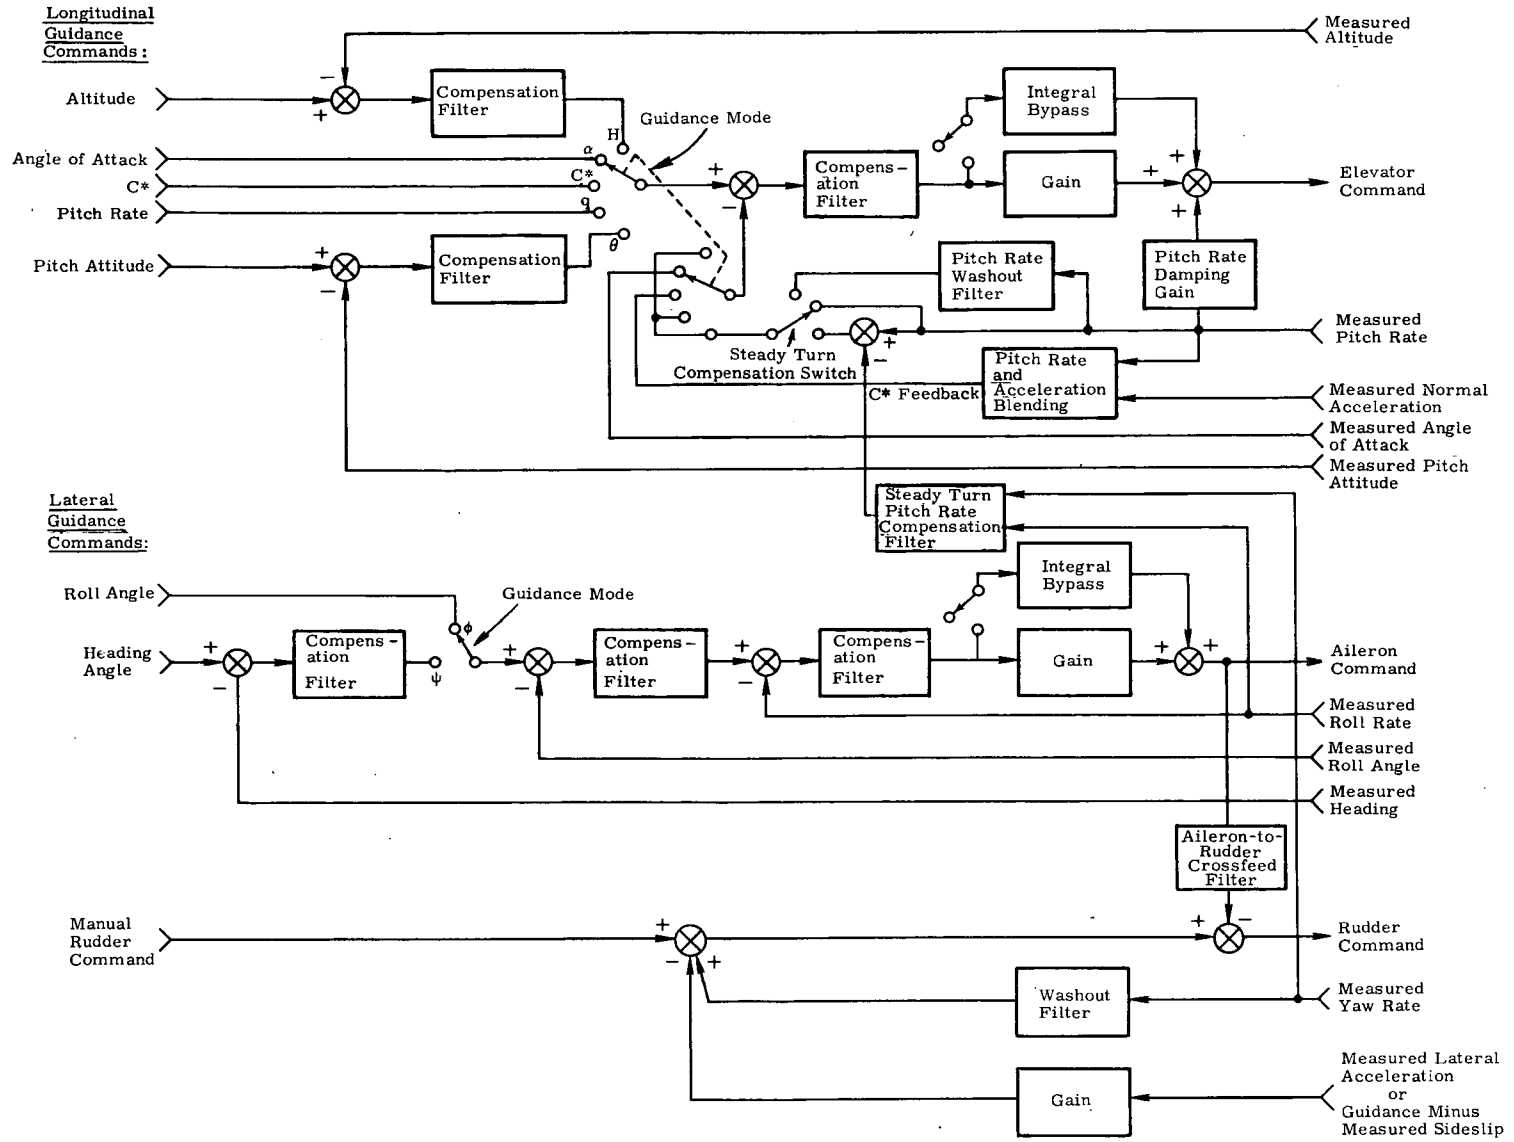 Longitudinal
Guidance
Commands:
Measured
Altitude
Altitude
−
+
Compensation
Filter
H
Guidance Mode
Integral
Bypass
Angle of Attack
α
C*
C*
Pitch Rate
q
θ
Pitch Attitude
+
−
Compensation
Filter
+
−
Compens-
ation
Filter
Gain
+
+
+
Elevator
Command
Pitch Rate
Washout
Filter
Pitch Rate
Damping
Gain
Measured
Pitch Rate
+
−
Steady Turn
Compensation Switch
Pitch Rate
and
Acceleration
Blending
C* Feedback
Measured Normal
Acceleration
Measured Angle
of Attack
Measured Pitch
Attitude
Lateral
Guidance
Commands:
Steady Turn
Pitch Rate
Compensation
Filter
Roll Angle
ϕ
Guidance Mode
Integral
Bypass
Heading
Angle
+
−
Compens-
ation
Filter
ψ
+
−
Compens-
ation
Filter
+
−
Compens-
ation
Filter
Gain
+
+
Aileron
Command
Measured
Roll Rate
Measured
Roll Angle
Measured
Heading
Aileron-to-
Rudder
Crossfeed
Filter
Manual
Rudder
Command
+
−
+
+
−
Rudder
Command
Washout
Filter
Measured
Yaw Rate
Gain
Measured Lateral
Acceleration
or
Guidance Minus
Measured Sideslip